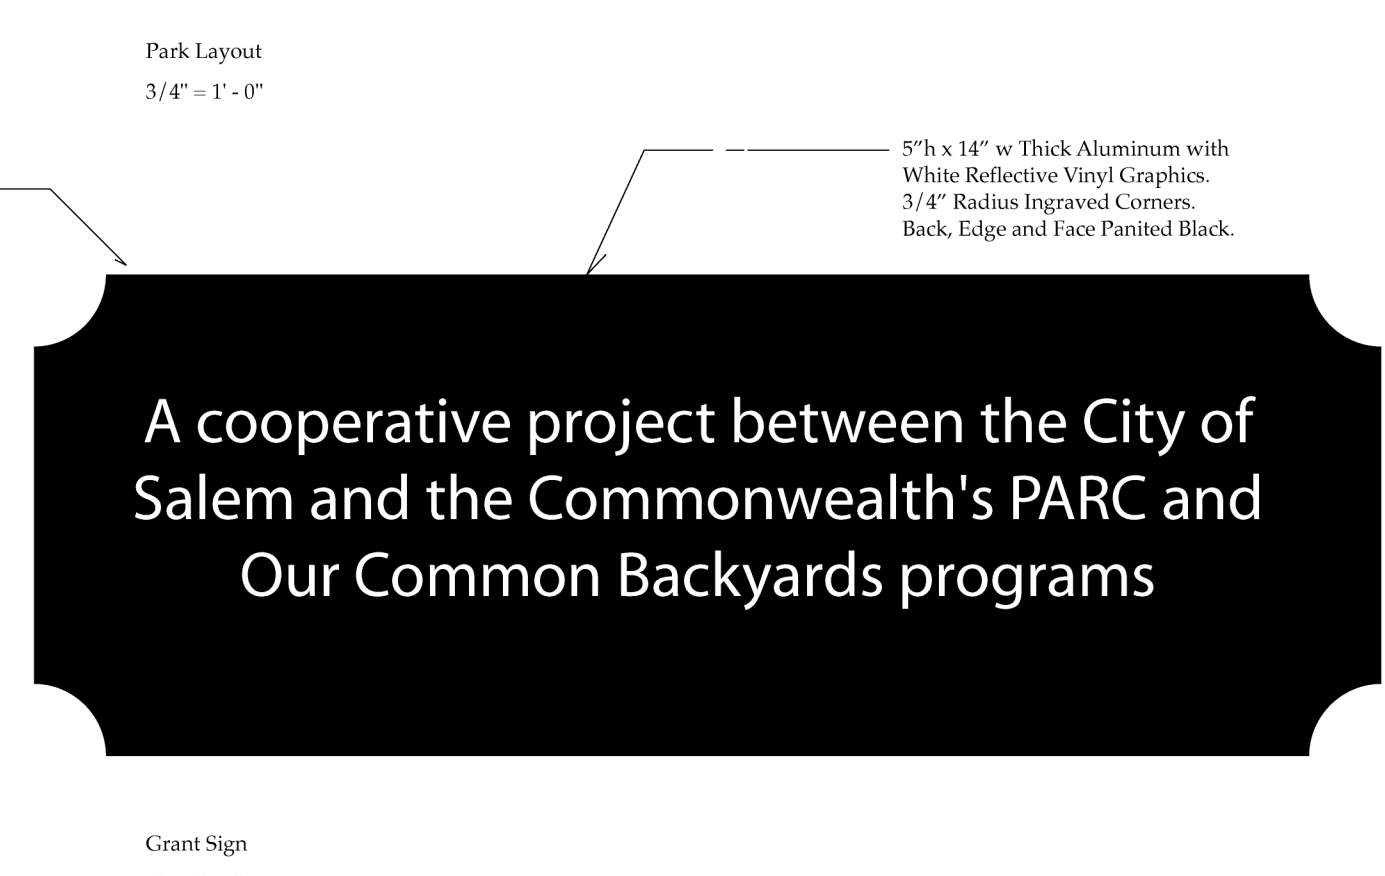 Park Layout
3/4" = 1' - 0"
5”h x 14” w Thick Aluminum with
White Reflective Vinyl Graphics.
3/4” Radius Ingraved Corners.
Back, Edge and Face Panited Black.
A cooperative project between the City of
Salem and the Commonwealth's PARC and
Our Common Backyards programs
Grant Sign